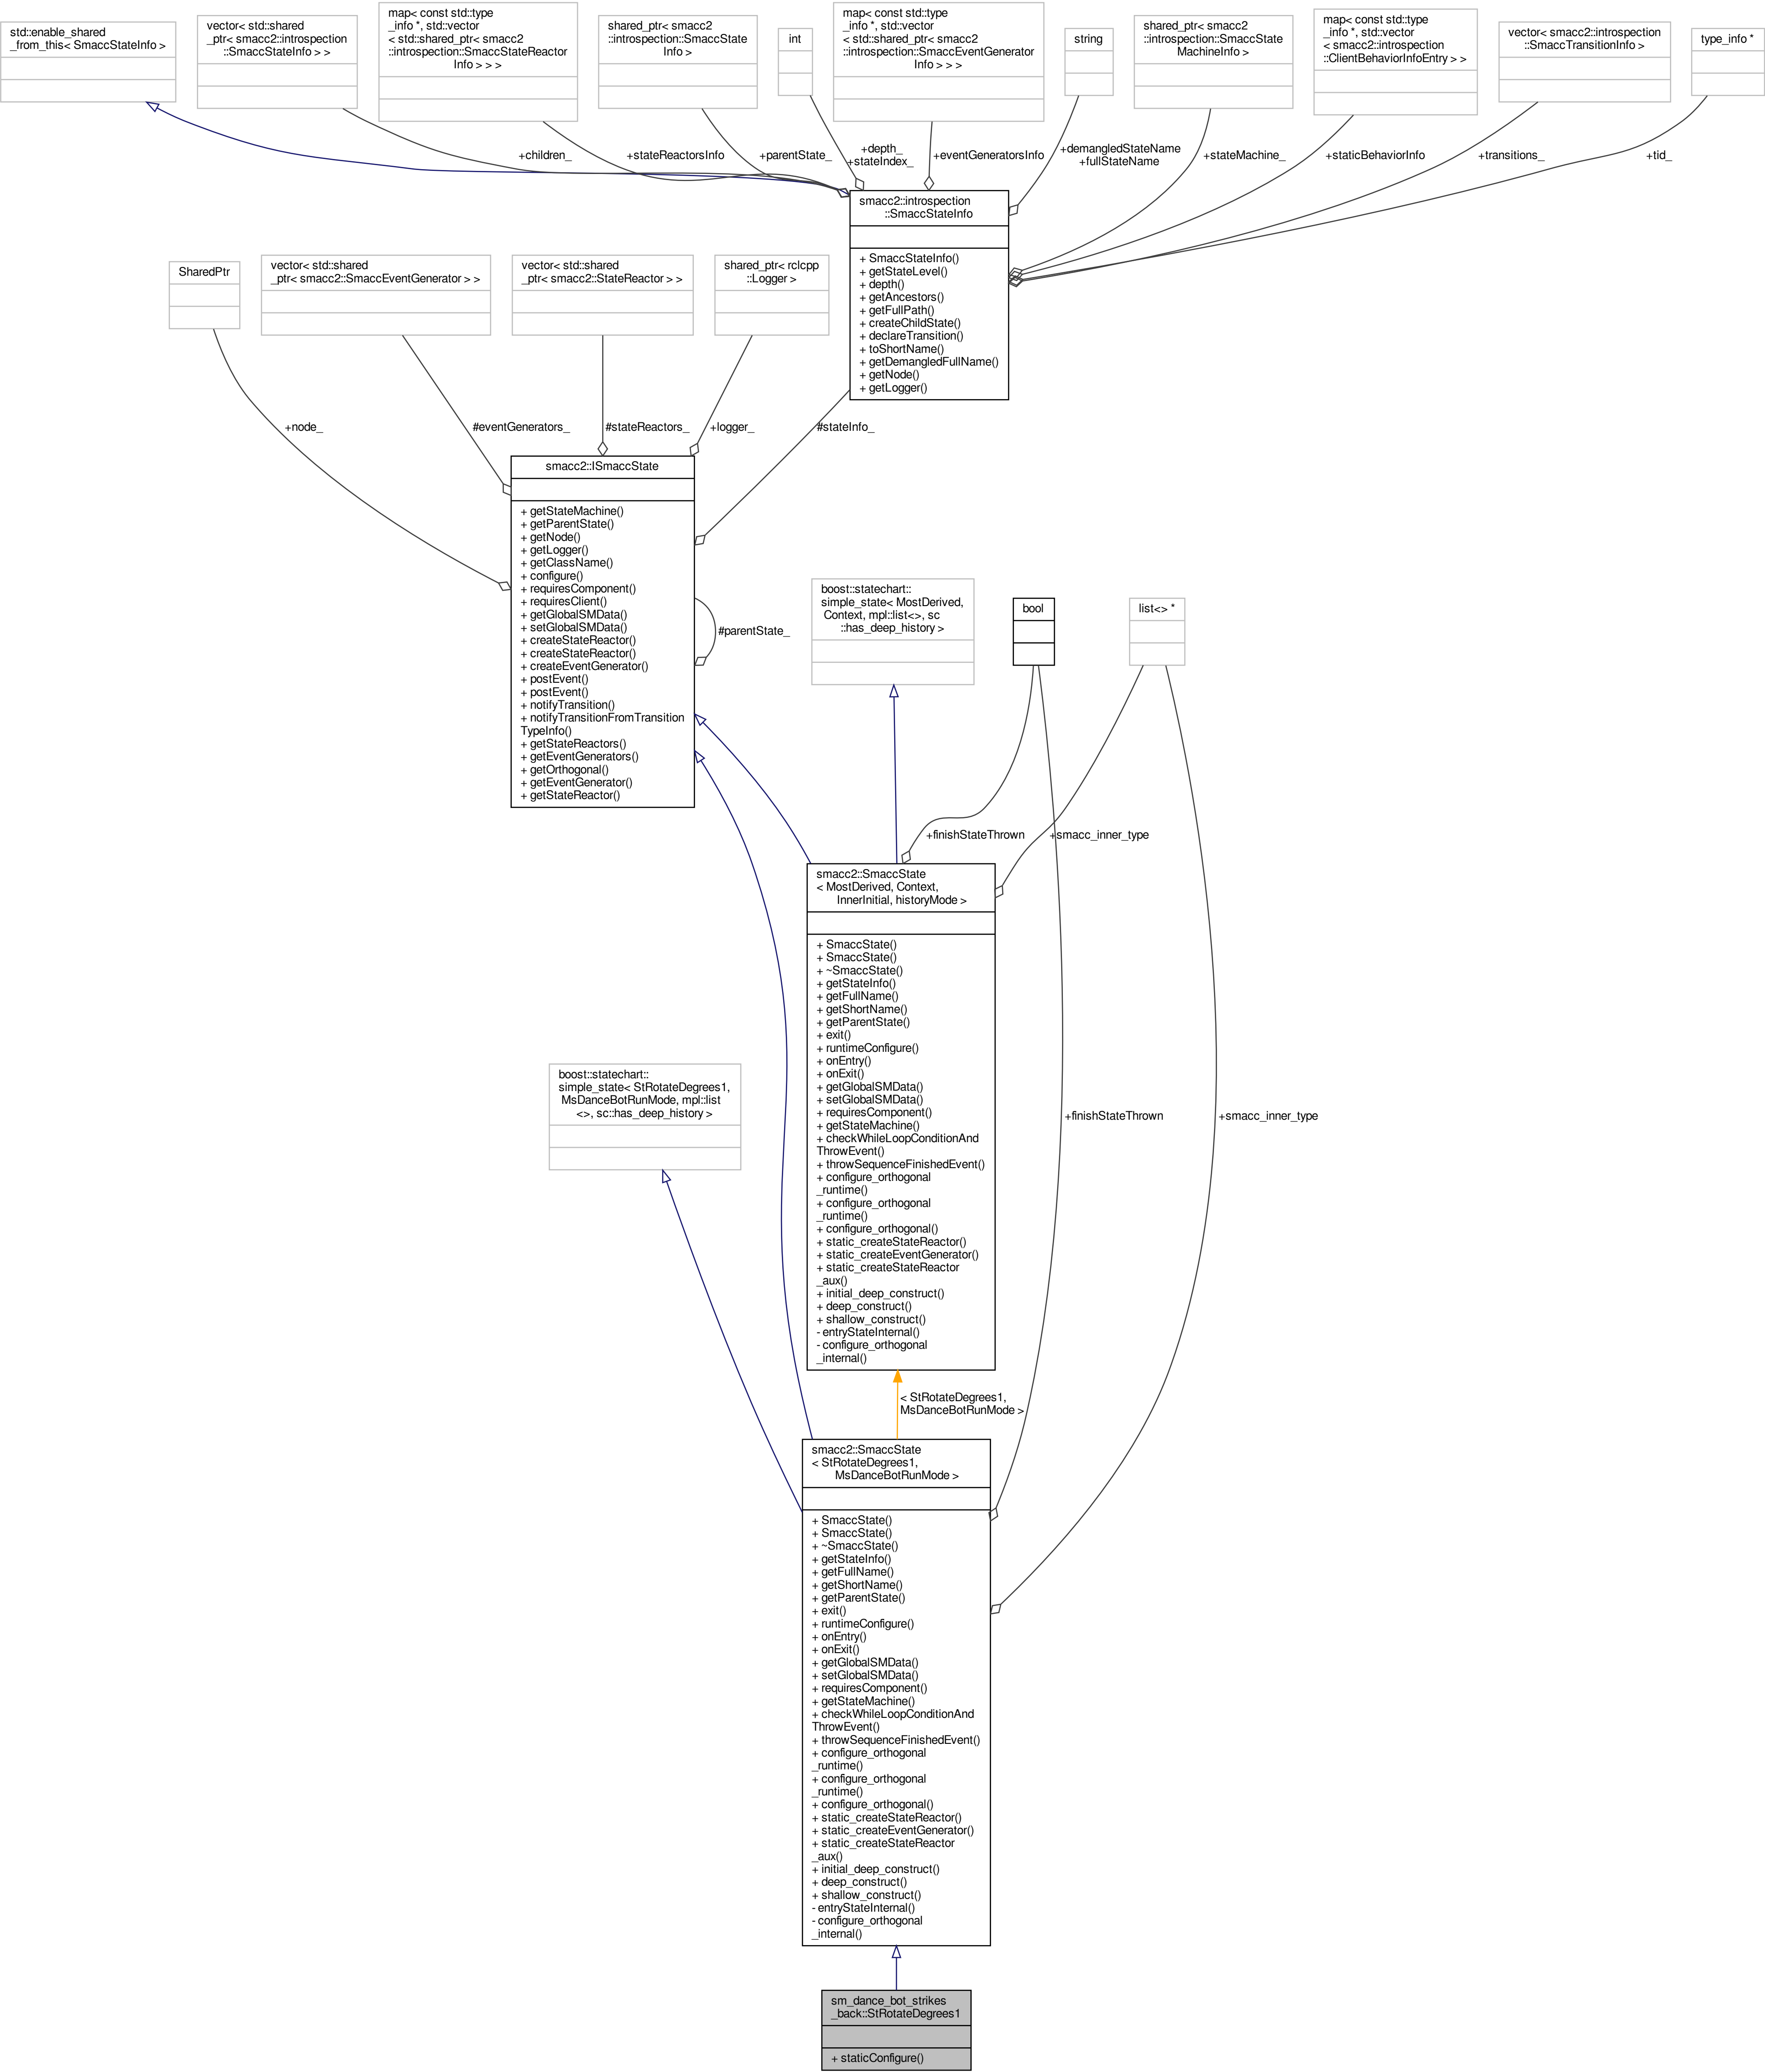 std::enable_shared
_from_this< SmaccStateInfo >
vector< std::shared
_ptr< smacc2::introspection
::SmaccStateInfo > >
map< const std::type
_info *, std::vector
< std::shared_ptr< smacc2
::introspection::SmaccStateReactor
Info > > >
shared_ptr< smacc2
::introspection::SmaccState
Info >
int
map< const std::type
_info *, std::vector
< std::shared_ptr< smacc2
::introspection::SmaccEventGenerator
Info > > >
string
shared_ptr< smacc2
::introspection::SmaccState
MachineInfo >
map< const std::type
_info *, std::vector
< smacc2::introspection
::ClientBehaviorInfoEntry > >
vector< smacc2::introspection
::SmaccTransitionInfo >
type_info *
+children_
+stateReactorsInfo
+parentState_
+depth_
+stateIndex_
+eventGeneratorsInfo
+demangledStateName
+fullStateName
+stateMachine_
+staticBehaviorInfo
+transitions_
+tid_
smacc2::introspection
::SmaccStateInfo
+ SmaccStateInfo()
+ getStateLevel()
+ depth()
+ getAncestors()
+ getFullPath()
+ createChildState()
+ declareTransition()
+ toShortName()
+ getDemangledFullName()
+ getNode()
+ getLogger()
SharedPtr
vector< std::shared
_ptr< smacc2::SmaccEventGenerator > >
vector< std::shared
_ptr< smacc2::StateReactor > >
shared_ptr< rclcpp
::Logger >
+node_
#eventGenerators_
#stateReactors_
+logger_
#stateInfo_
smacc2::ISmaccState
+ getStateMachine()
+ getParentState()
+ getNode()
+ getLogger()
+ getClassName()
+ configure()
+ requiresComponent()
+ requiresClient()
+ getGlobalSMData()
+ setGlobalSMData()
+ createStateReactor()
+ createStateReactor()
+ createEventGenerator()
+ postEvent()
+ postEvent()
+ notifyTransition()
+ notifyTransitionFromTransition
TypeInfo()
+ getStateReactors()
+ getEventGenerators()
+ getOrthogonal()
+ getEventGenerator()
+ getStateReactor()
#parentState_
boost::statechart::
simple_state< MostDerived,
Context, mpl::list<>, sc
::has_deep_history >
bool
list<> *
+finishStateThrown
+smacc_inner_type
smacc2::SmaccState
< MostDerived, Context,
InnerInitial, historyMode >
+ SmaccState()
+ SmaccState()
+ ~SmaccState()
+ getStateInfo()
+ getFullName()
+ getShortName()
+ getParentState()
+ exit()
+ runtimeConfigure()
+ onEntry()
+ onExit()
+ getGlobalSMData()
+ setGlobalSMData()
+ requiresComponent()
+ getStateMachine()
+ checkWhileLoopConditionAnd
ThrowEvent()
+ throwSequenceFinishedEvent()
+ configure_orthogonal
_runtime()
+ configure_orthogonal
_runtime()
+ configure_orthogonal()
+ static_createStateReactor()
+ static_createEventGenerator()
+ static_createStateReactor
_aux()
+ initial_deep_construct()
+ deep_construct()
+ shallow_construct()
- entryStateInternal()
- configure_orthogonal
_internal()
boost::statechart::
simple_state< StRotateDegrees1,
MsDanceBotRunMode, mpl::list
<>, sc::has_deep_history >
+finishStateThrown
+smacc_inner_type
< StRotateDegrees1,
MsDanceBotRunMode >
smacc2::SmaccState
< StRotateDegrees1,
MsDanceBotRunMode >
+ SmaccState()
+ SmaccState()
+ ~SmaccState()
+ getStateInfo()
+ getFullName()
+ getShortName()
+ getParentState()
+ exit()
+ runtimeConfigure()
+ onEntry()
+ onExit()
+ getGlobalSMData()
+ setGlobalSMData()
+ requiresComponent()
+ getStateMachine()
+ checkWhileLoopConditionAnd
ThrowEvent()
+ throwSequenceFinishedEvent()
+ configure_orthogonal
_runtime()
+ configure_orthogonal
_runtime()
+ configure_orthogonal()
+ static_createStateReactor()
+ static_createEventGenerator()
+ static_createStateReactor
_aux()
+ initial_deep_construct()
+ deep_construct()
+ shallow_construct()
- entryStateInternal()
- configure_orthogonal
_internal()
sm_dance_bot_strikes
_back::StRotateDegrees1
+ staticConfigure()